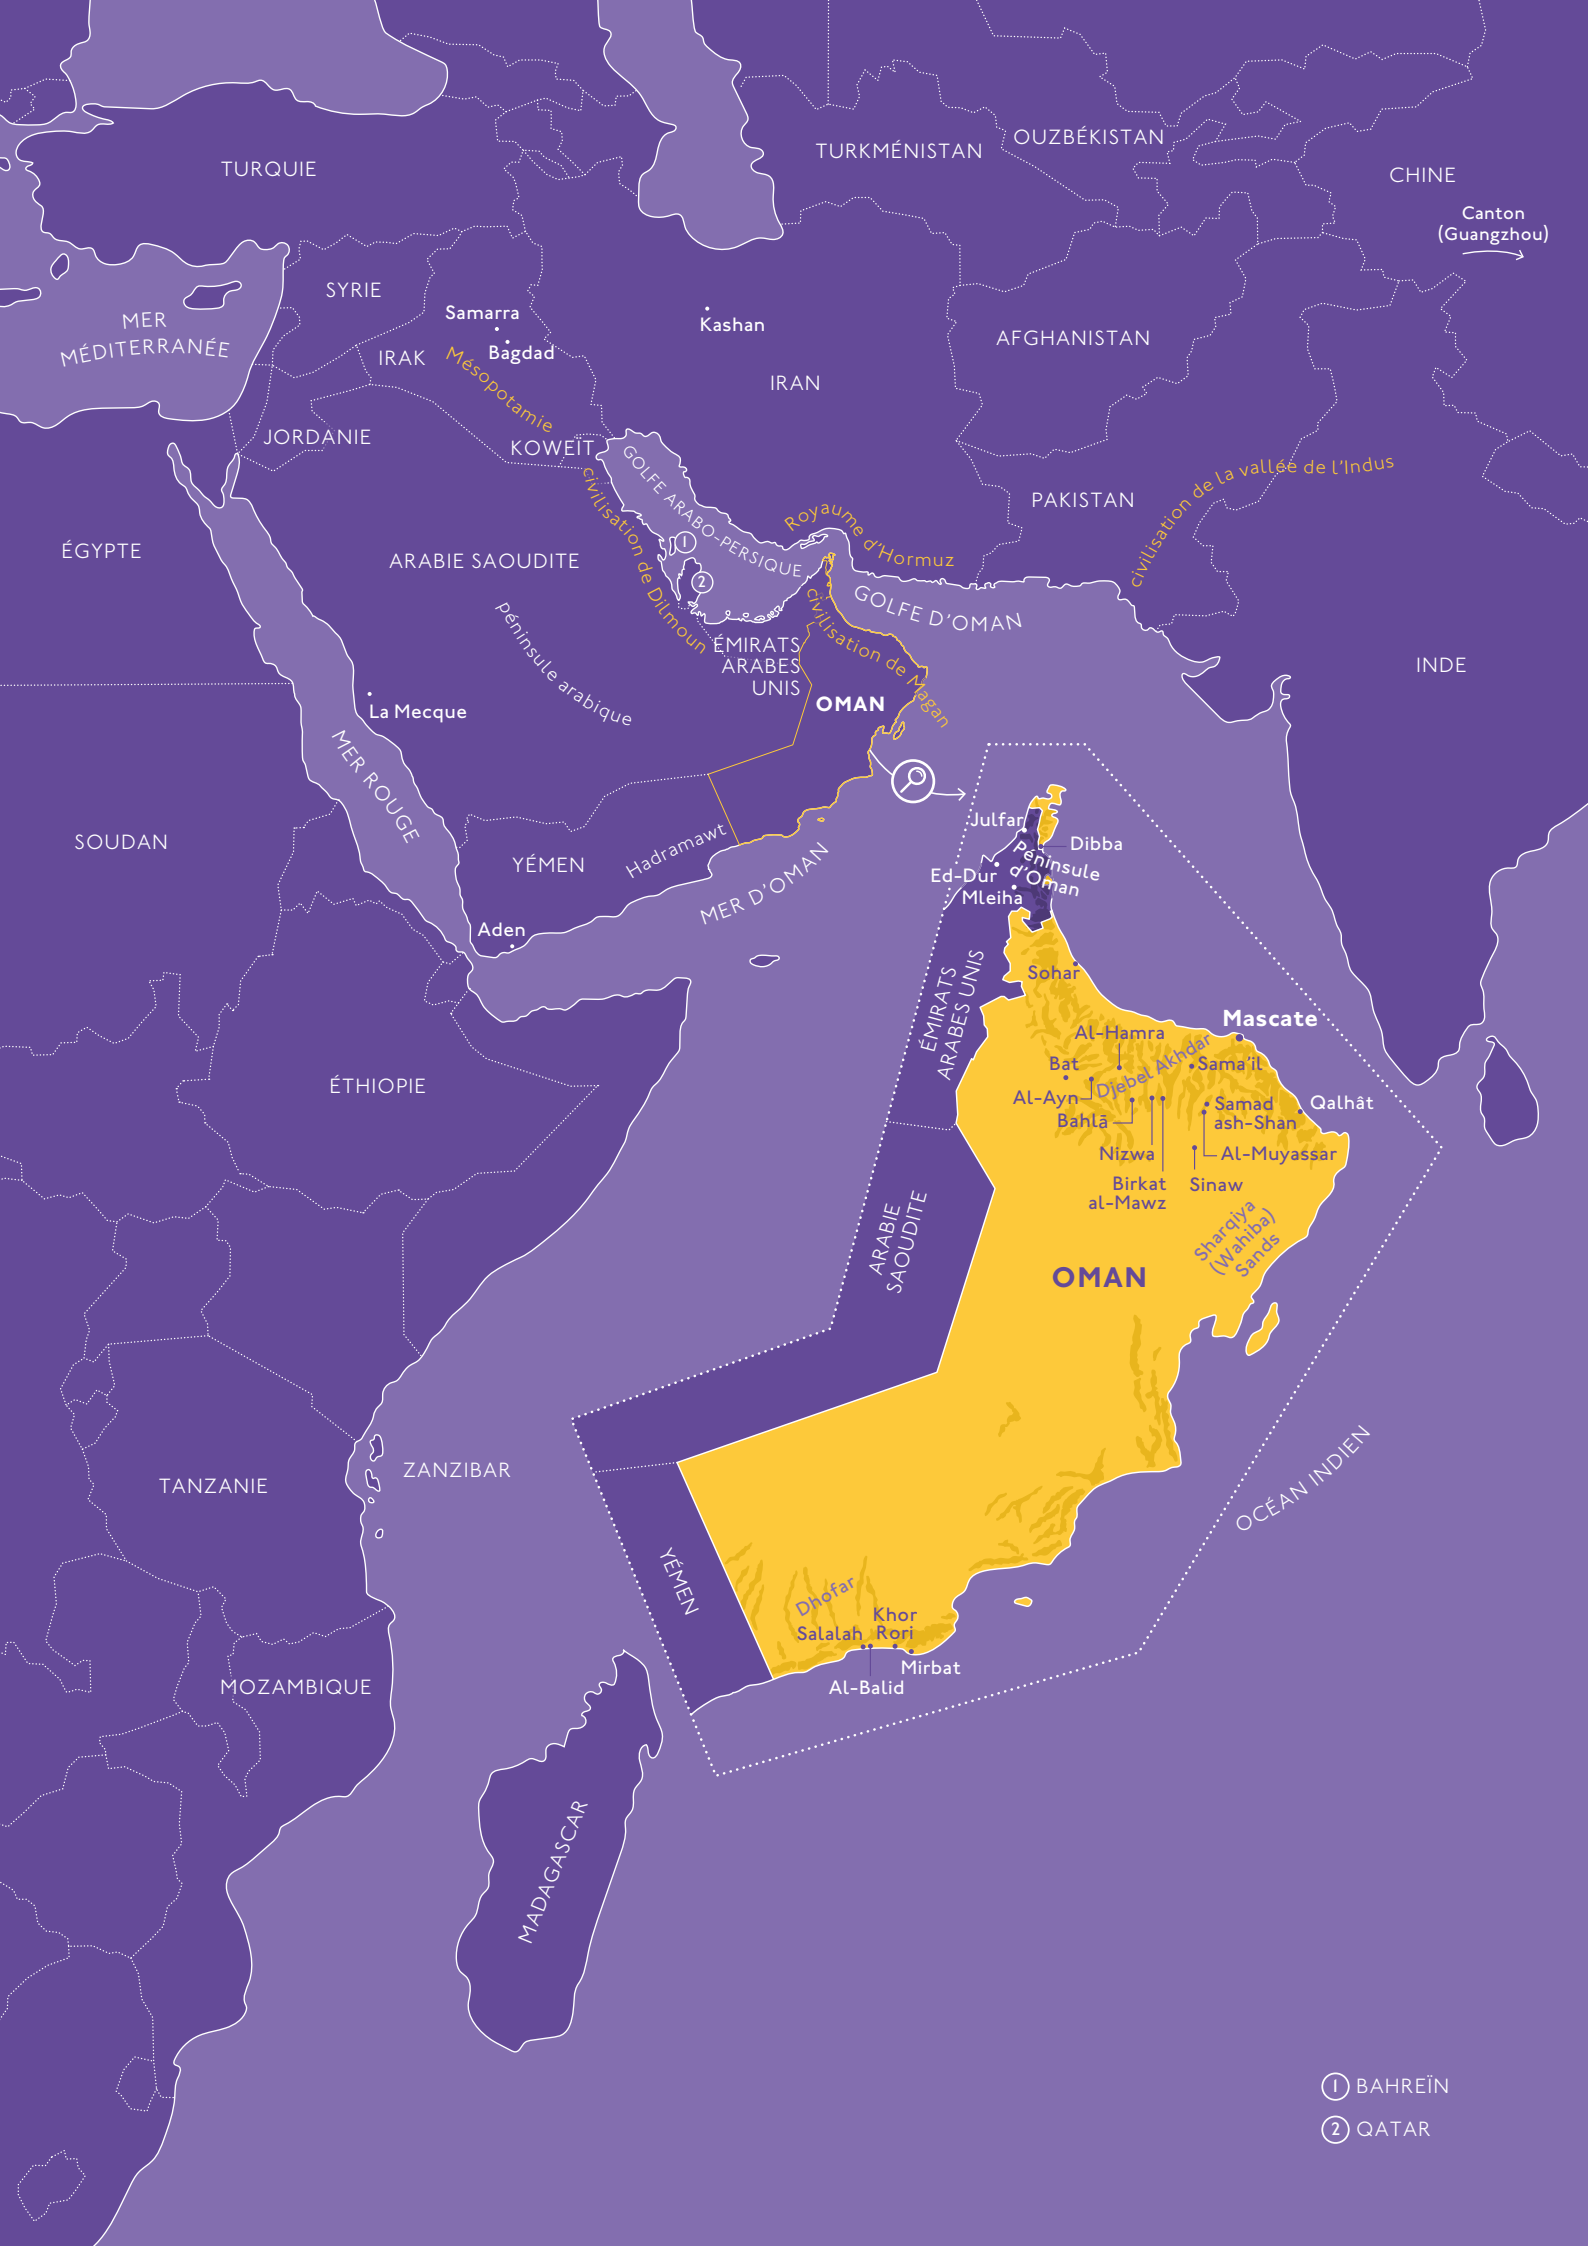 TURQUIE
TURKMÉNISTAN
OUZBÉKISTAN
CHINE
Canton
(Guangzhou)
SYRIE
MER
MÉDITERRANÉE
Samarra
Bagdad
IRAK
Mésopotamie
Kashan
IRAN
AFGHANISTAN
JORDANIE
KOWEÏT
GOLFE ARABO-PERSIQUE
civilisation de Dilmoun
Royaume d'Hormuz
PAKISTAN
civilisation de la vallée de l'Indus
ÉGYPTE
ARABIE SAOUDITE
péninsule arabique
1
2
GOLFE D'OMAN
civilisation de Magan
ÉMIRATS
ARABES
UNIS
OMAN
INDE
La Mecque
MER ROUGE
SOUDAN
YÉMEN
Hadramawt
MER D'OMAN
Aden
Julfar
Dibba
Péninsule
d'Oman
Ed-Dur
Mleiha
ÉMIRATS
ARABES UNIS
Sohar
Mascate
Al-Hamra
Bat
Djebel Akhdar
Sama'il
Al-Ayn
Bahlā
Samad
ash-Shan
Qalhât
Nizwa
Al-Muyassar
Birkat
al-Mawz
Sinaw
Sharqiya
(Wahiba)
Sands
ÉTHIOPIE
ARABIE
SAOUDITE
OMAN
TANZANIE
ZANZIBAR
OCÉAN INDIEN
YÉMEN
Dhofar
Khor
Rori
Salalah
Mirbat
Al-Balid
MOZAMBIQUE
MADAGASCAR
1 BAHREÏN
2 QATAR